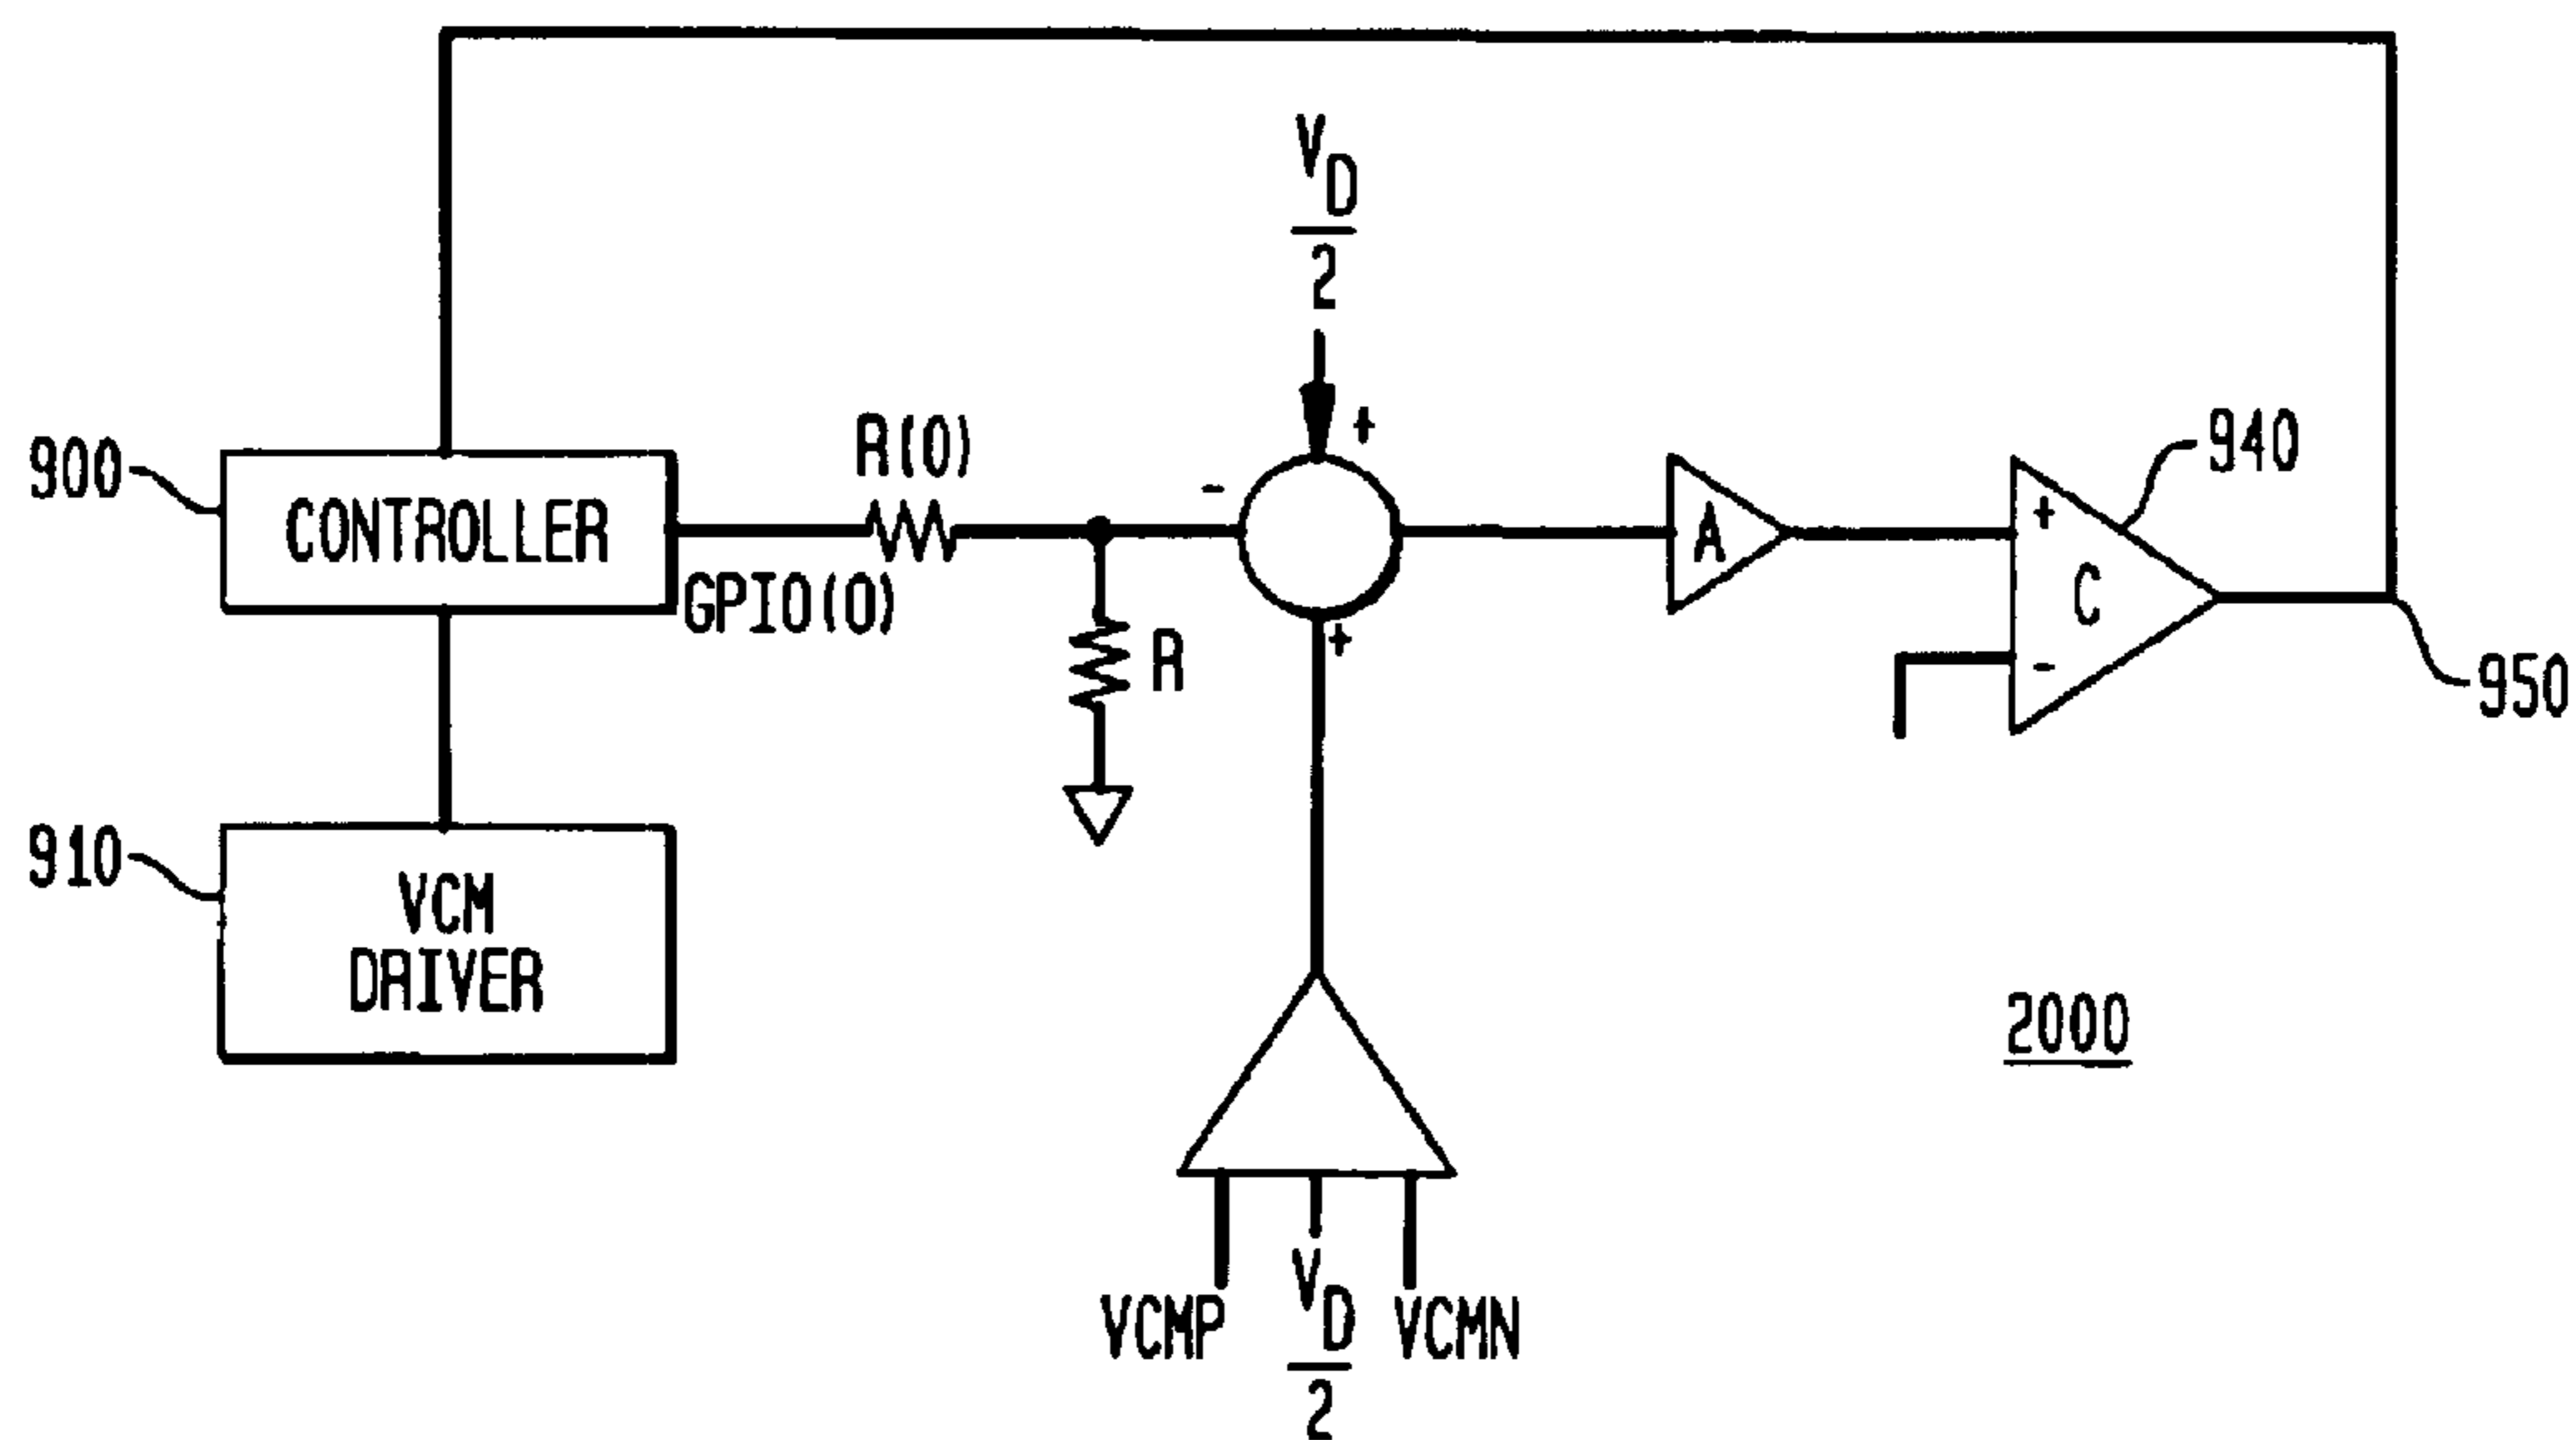 V
D
2
R(0)
+
940
900
-
CONTROLLER
A
+
C
GPIO(0)
+
R
-
950
910
VCM
DRIVER
2000
VCMP
V
D
2
VCMN